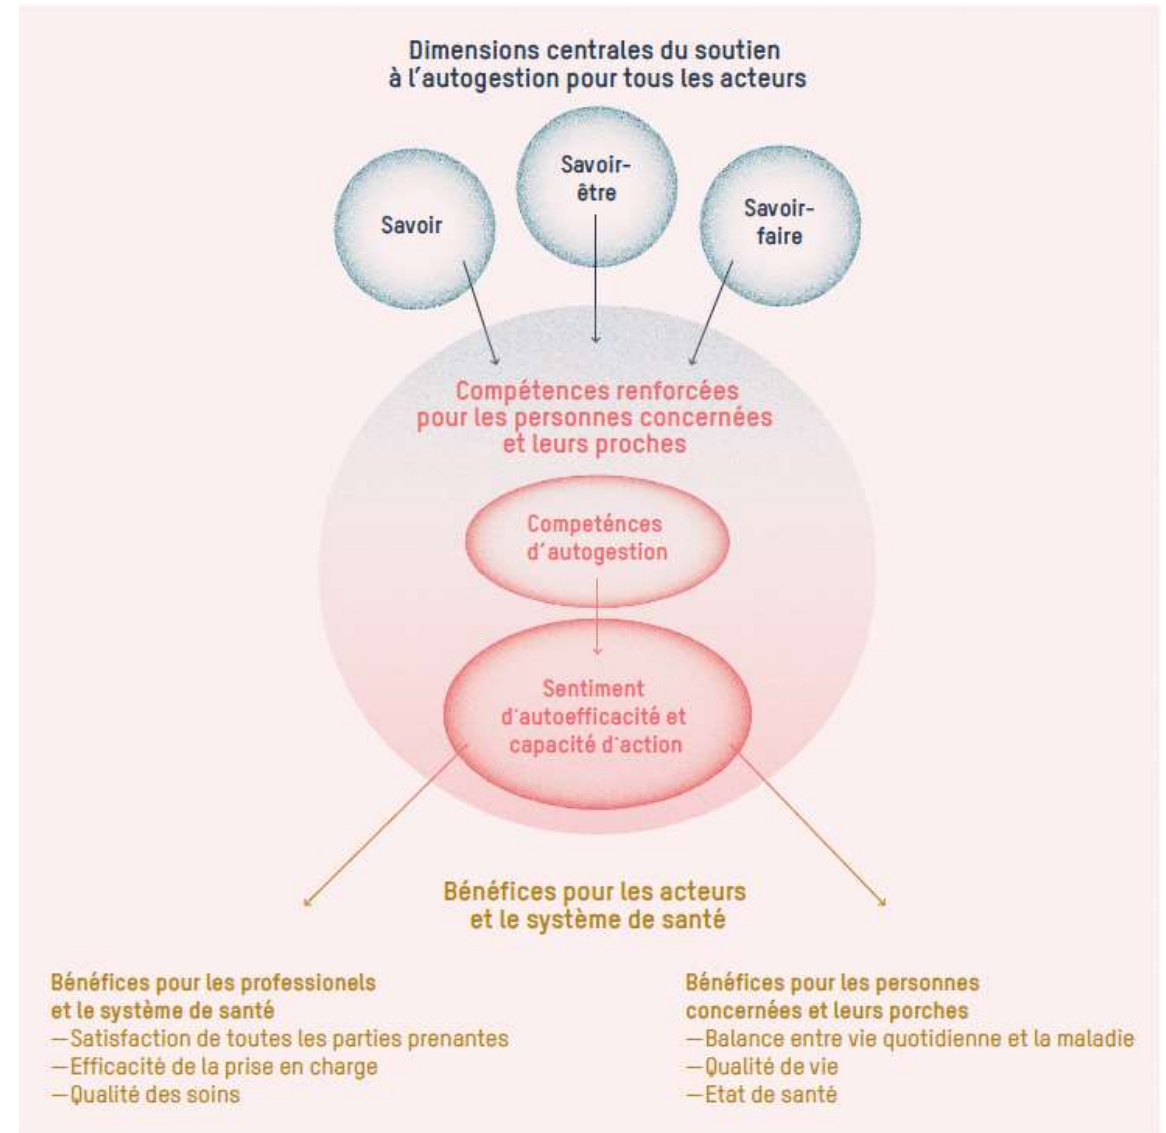 Dimensions centrales du soutien
à l'autogestion pour tous les acteurs
Savoir
Savoir-
être
Savoir-
faire
Compétences renforcées
pour les personnes concernées
et leurs proches
Competénces
d'autogestion
Sentiment
d'autoefficacité et
capacité d'action
Bénéfices pour les acteurs
et le système de santé
Bénéfices pour les professionels
et le système de santé
—Satisfaction de toutes les parties prenantes
—Efficacité de la prise en charge
—Qualité des soins
Bénéfices pour les personnes
concernées et leurs porches
—Balance entre vie quotidienne et la maladie
—Qualité de vie
—Etat de santé